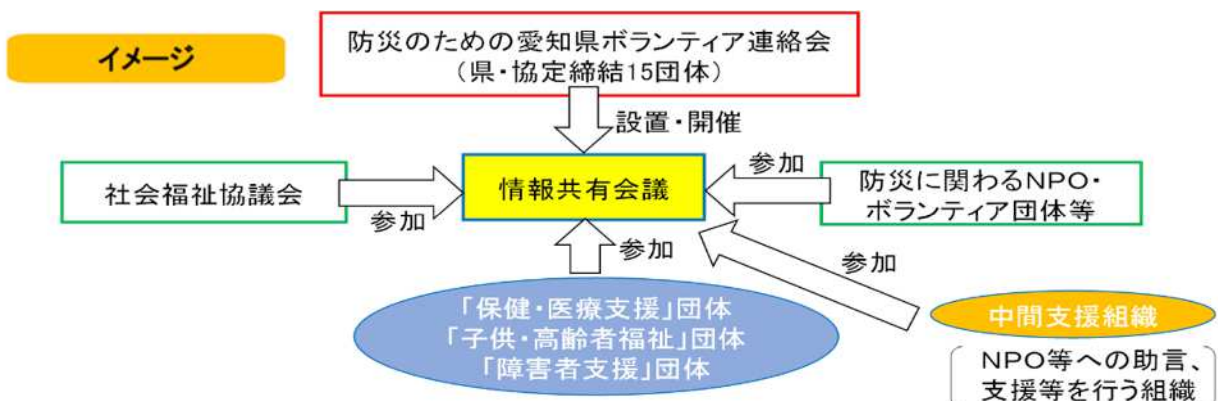 イメージ
防災のための愛知県ボランティア連絡会
（県・協定締結15団体）
設置・開催
社会福祉協議会
参加
情報共有会議
参加
防災に関わるNPO・
ボランティア団体等
参加
参加
「保健・医療支援」団体
「子供・高齢者福祉」団体
「障害者支援」団体
中間支援組織
NPO等への助言、
支援等を行う組織